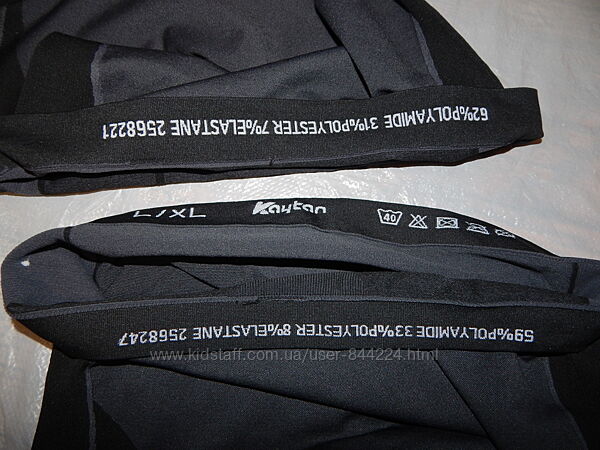 62%POLYAMIDE 31%POLYESTER 7%ELASTANE 2568221
L/XL Kaytan 40
59%POLYAMIDE 33%POLYESTER 8%ELASTANE 2568247
www.kidstaff.com.ua/user-844224.html